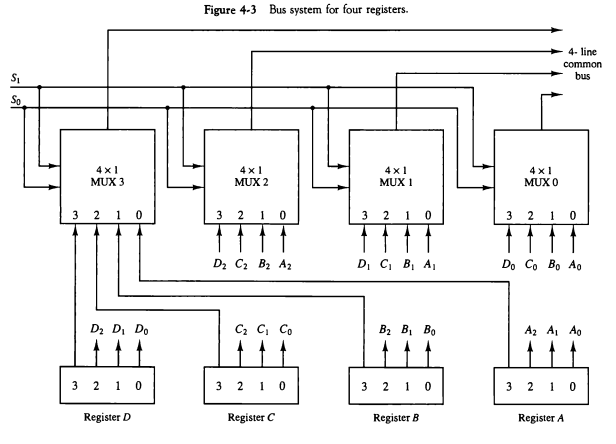 Figure 4-3 Bus system for four registers.
4- line
common
bus
S1
S0
4 × 1
MUX 3
3 2 1 0
4 × 1
MUX 2
3 2 1 0
4 × 1
MUX 1
3 2 1 0
4 × 1
MUX 0
3 2 1 0
D2 C2 B2 A2
D1 C1 B1 A1
D0 C0 B0 A0
D2 D1 D0
C2 C1 C0
B2 B1 B0
A2 A1 A0
3 2 1 0
3 2 1 0
3 2 1 0
3 2 1 0
Register D
Register C
Register B
Register A